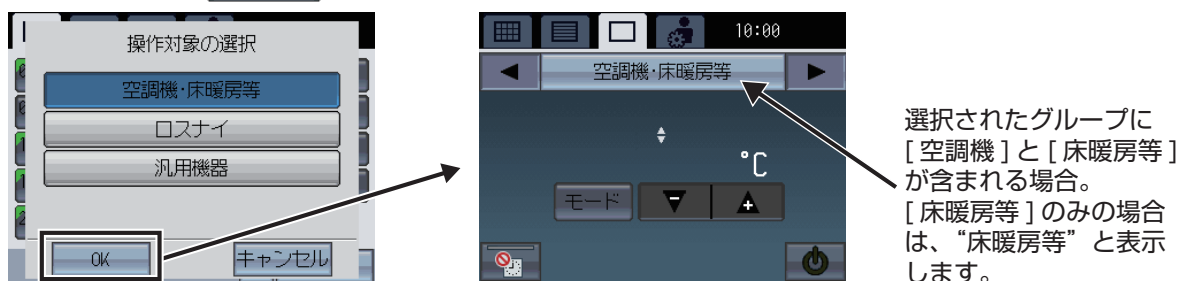 操作対象の選択
空調機・床暖房等
ロスナイ
汎用機器
OK
キャンセル
10:00
空調機・床暖房等
℃
モード
選択されたグループに
[ 空調機 ] と [ 床暖房等 ]
が含まれる場合。
[ 床暖房等 ] のみの場合
は、“床暖房等” と表示
します。